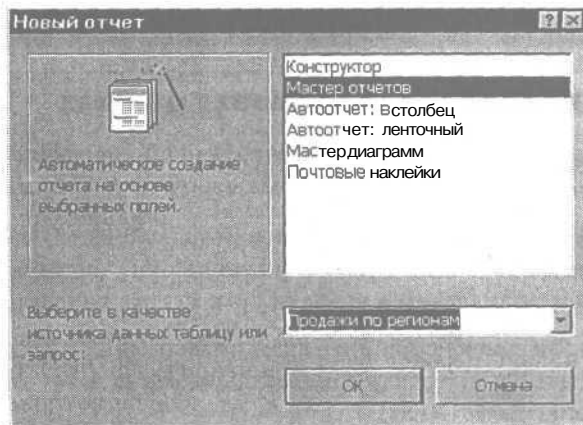 Новый отчет
Конструктор
Мастер отчетов
Автоотчет: в столбец
Автоотчет: ленточный
Мастер диаграмм
Почтовые наклейки
Автоматическое создание
отчета на основе
выбранных полей.
Выберите в качестве
источника данных таблицу или
запрос:
Продажи по регионам
ОК
Отмена